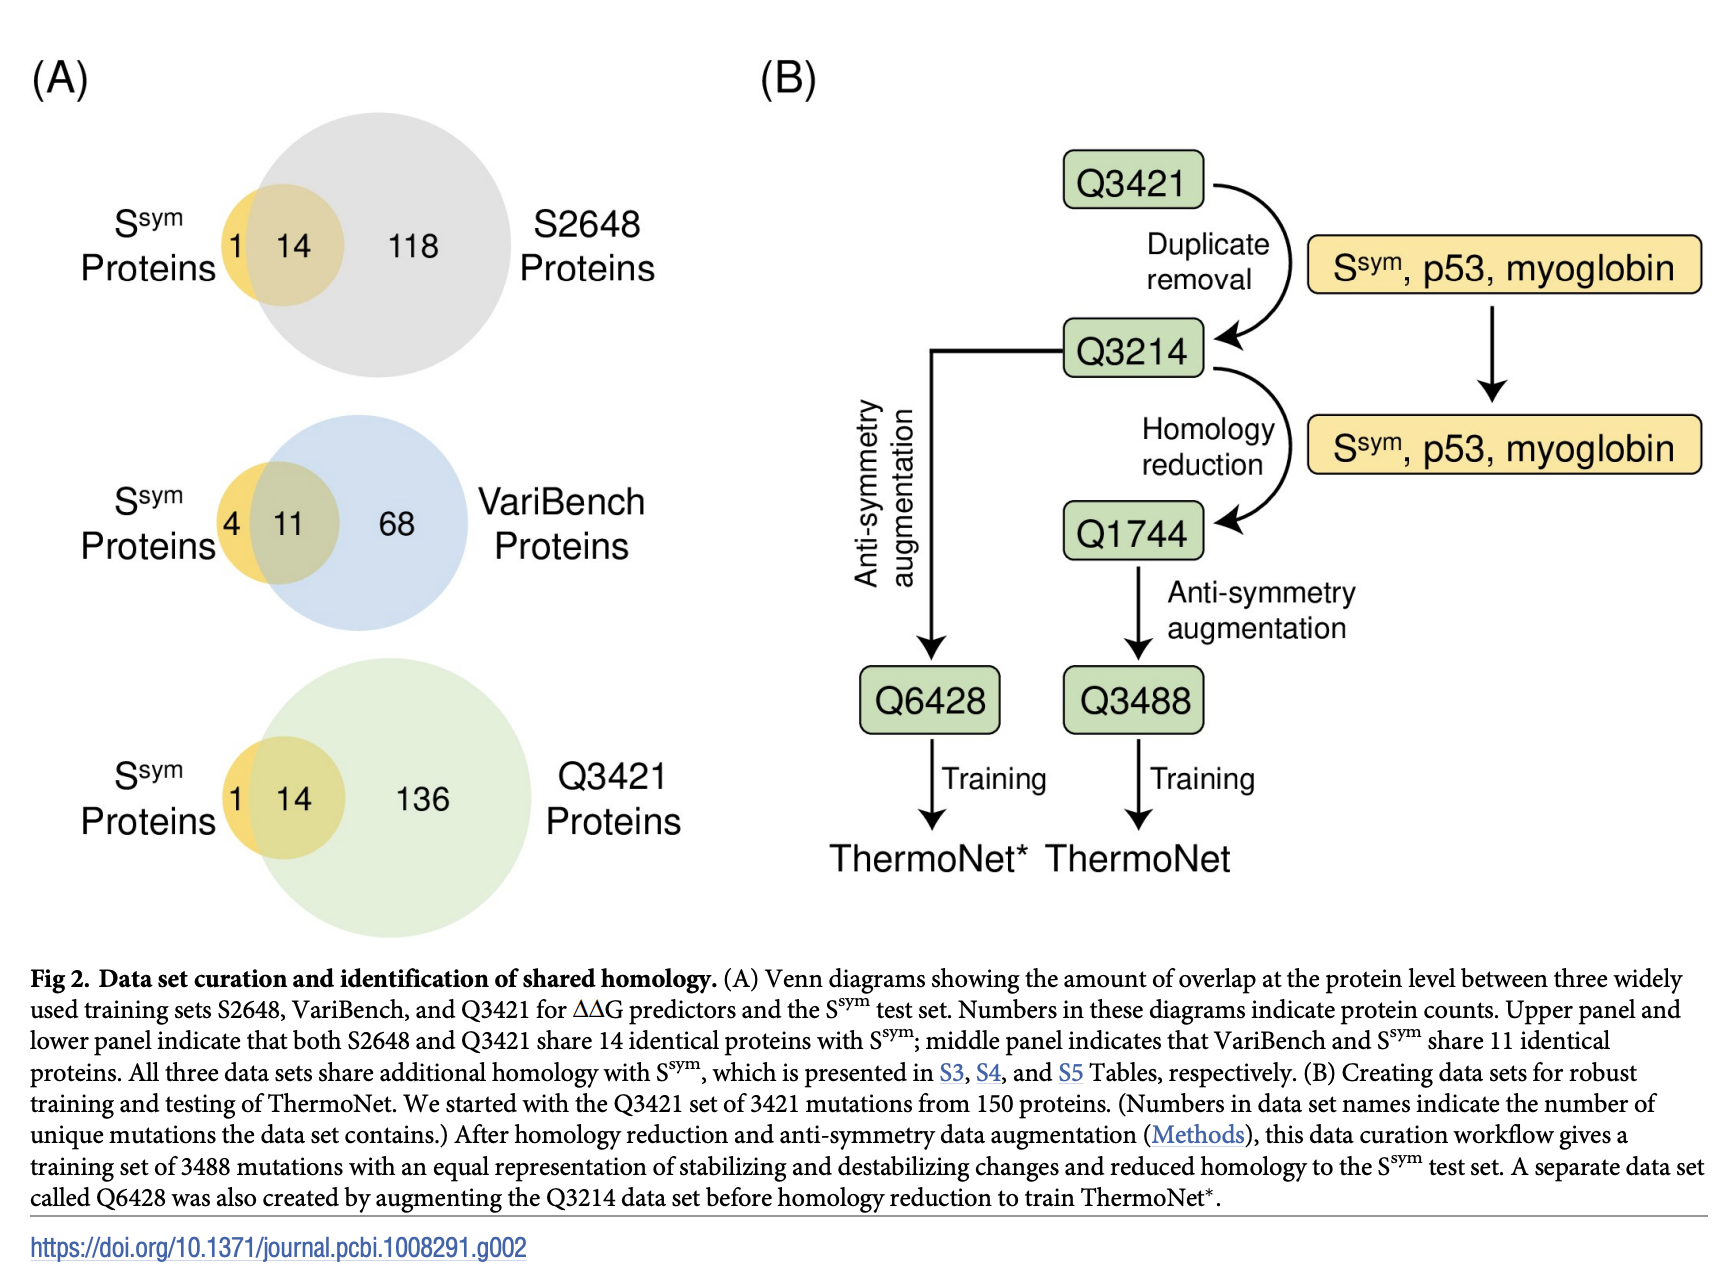 (A)
Ssym
Proteins
1
14
118
S2648
Proteins
Ssym
Proteins
4
11
68
VariBench
Proteins
Ssym
Proteins
1
14
136
Q3421
Proteins
(B)
Q3421
Duplicate
removal
Ssym, p53, myoglobin
Q3214
Anti-symmetry
augmentation
Homology
reduction
Ssym, p53, myoglobin
Q1744
Anti-symmetry
augmentation
Q6428
Q3488
Training
Training
ThermoNet*
ThermoNet
Fig 2. Data set curation and identification of shared homology. (A) Venn diagrams showing the amount of overlap at the protein level between three widely
used training sets S2648, VariBench, and Q3421 for ΔΔG predictors and the Ssym test set. Numbers in these diagrams indicate protein counts. Upper panel and
lower panel indicate that both S2648 and Q3421 share 14 identical proteins with Ssym; middle panel indicates that VariBench and Ssym share 11 identical
proteins. All three data sets share additional homology with Ssym, which is presented in S3, S4, and S5 Tables, respectively. (B) Creating data sets for robust
training and testing of ThermoNet. We started with the Q3421 set of 3421 mutations from 150 proteins. (Numbers in data set names indicate the number of
unique mutations the data set contains.) After homology reduction and anti-symmetry data augmentation (Methods), this data curation workflow gives a
training set of 3488 mutations with an equal representation of stabilizing and destabilizing changes and reduced homology to the Ssym test set. A separate data set
called Q6428 was also created by augmenting the Q3214 data set before homology reduction to train ThermoNet*.
https://doi.org/10.1371/journal.pcbi.1008291.g002